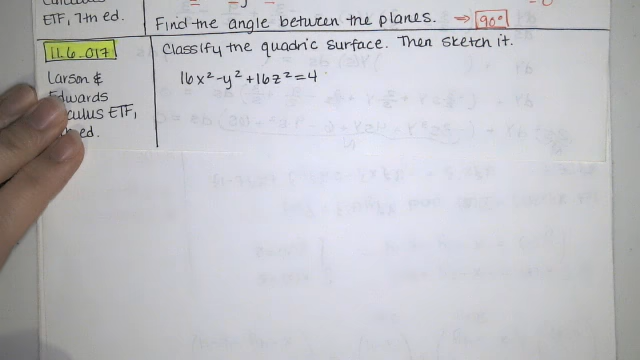 ETF, 7th ed.
Find the angle between the planes. ⇒ 90°
11.6.017
Classify the quadric surface. Then sketch it.
Larson &
Edwards
16x² - y² + 16z² = 4
ETF,
ed.